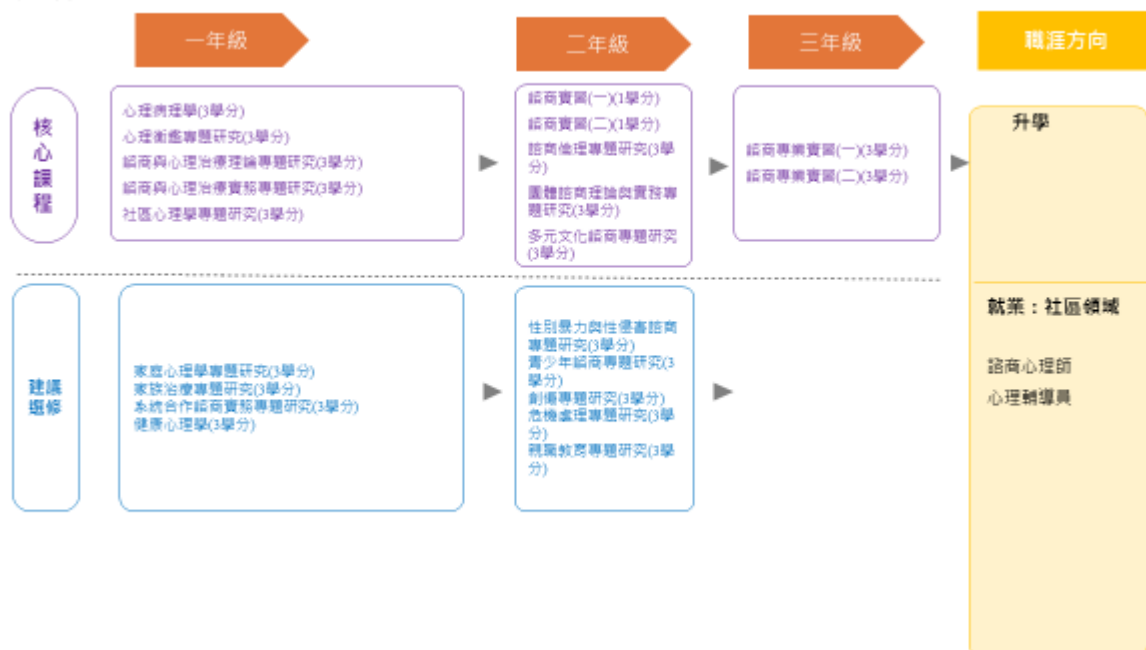 一年級
二年級
三年級
職涯方向
核
心
課
程
心理病理學(3學分)
心理衡鑑專題研究(3學分)
諮商與心理治療理論專題研究(3學分)
諮商與心理治療實務專題研究(3學分)
社區心理學專題研究(3學分)
諮商實習(一)(1學分)
諮商實習(二)(1學分)
諮商倫理專題研究(3學
分)
團體諮商理論與實務專
題研究(3學分)
多元文化諮商專題研究
(3學分)
諮商專業實習(一)(3學分)
諮商專業實習(二)(3學分)
升學
建議
選修
家庭心理學專題研究(3學分)
家族治療專題研究(3學分)
系統合作諮商實務專題研究(3學分)
健康心理學(3學分)
性別暴力與性侵害諮商
專題研究(3學分)
青少年諮商專題研究(3
學分)
創傷專題研究(3學分)
危機處理專題研究(3學
分)
親職教育專題研究(3學
分)
就業：社區領域
諮商心理師
心理輔導員